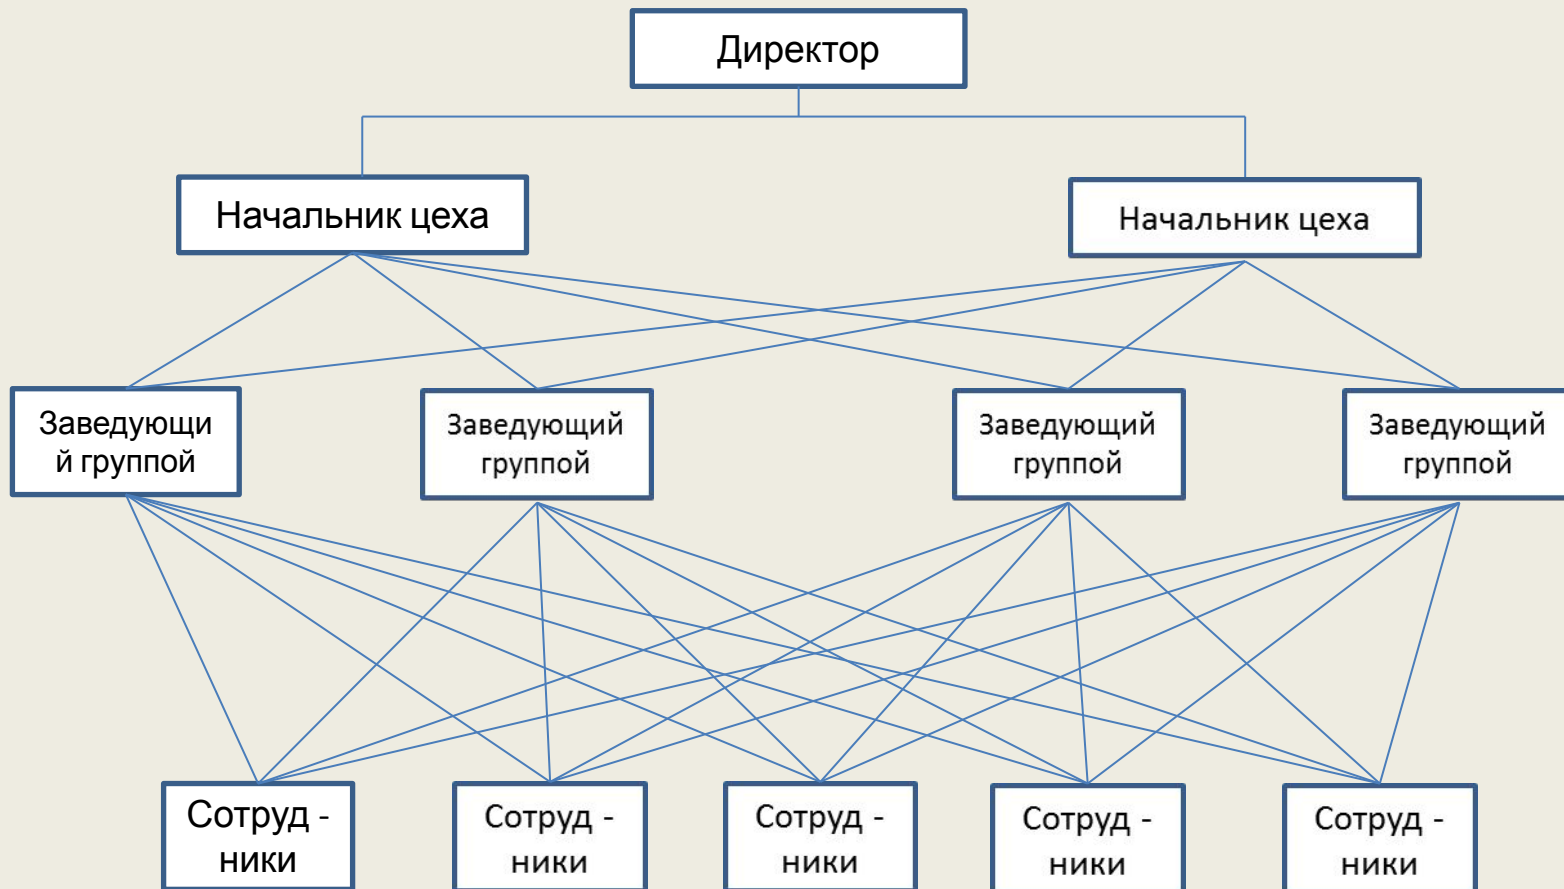 Директор
Начальник цеха
Начальник цеха
Заведующи
й группой
Заведующий
группой
Заведующий
группой
Заведующий
группой
Сотруд -
ники
Сотруд -
ники
Сотруд -
ники
Сотруд -
ники
Сотруд -
ники